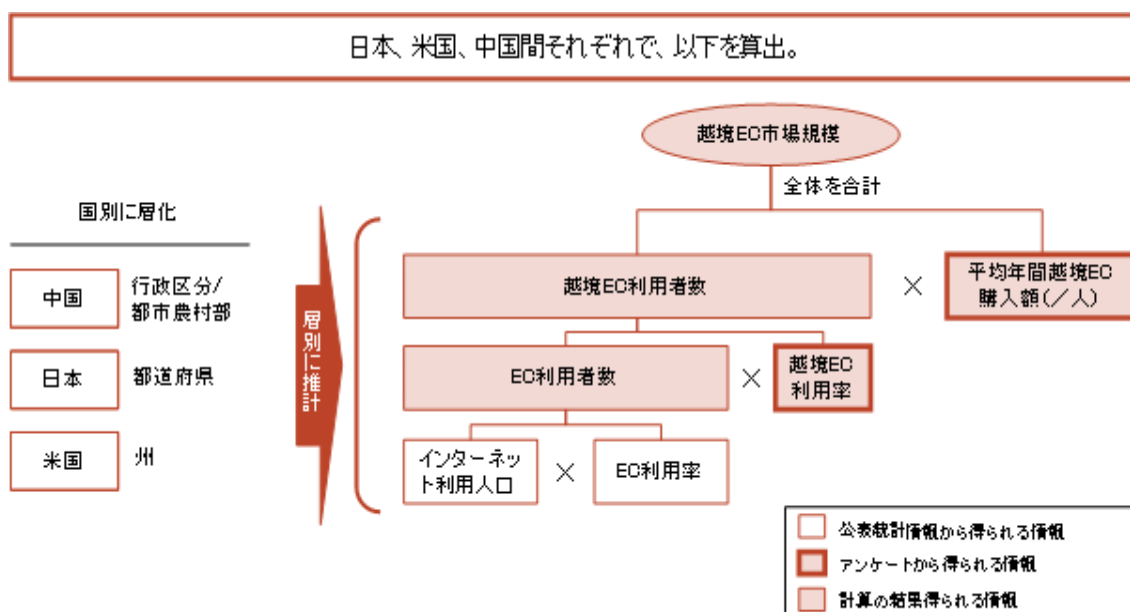 日本、米国、中国間それぞれで、以下を算出。
越境EC市場規模
全体を合計
国別に層化
中国
行政区分/
都市農村部
日本
都道府県
米国
州
層別に推計
越境EC利用者数
×
平均年間越境EC
購入額(／人)
EC利用者数
×
越境EC
利用率
インターネッ
ト利用人口
×
EC利用率
公表統計情報から得られる情報
アンケートから得られる情報
計算の結果得られる情報